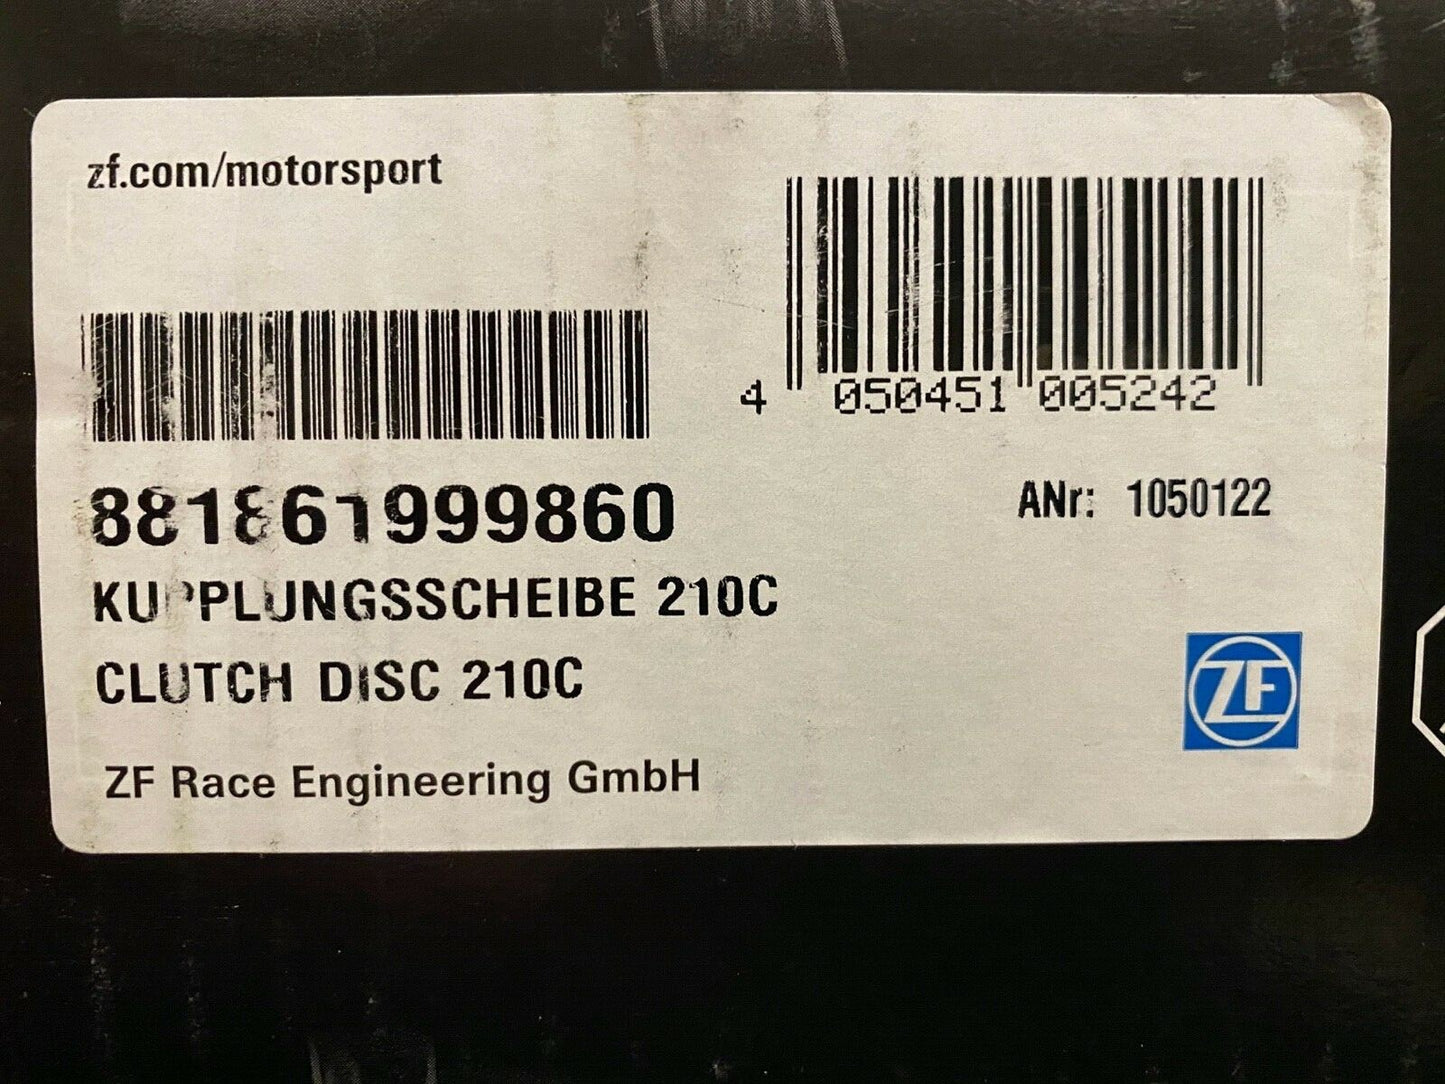 zf.com/motorsport
4 050451 005242
881861999860
ANr: 1050122
KUPPLUNGSSCHEIBE 210C
CLUTCH DISC 210C
ZF
ZF Race Engineering GmbH